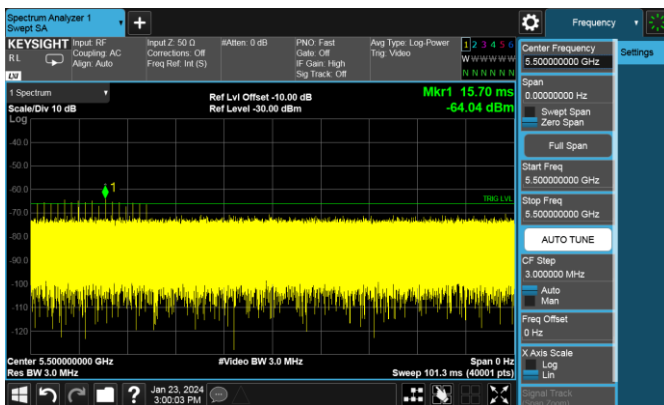 Spectrum Analyzer 1
Swept SA
Frequency
KEYSIGHT
R L
LW
Input: RF
Coupling: AC
Align: Auto
Input Z: 50 Ω
Corrections: Off
Freq Ref: Int (S)
#Atten: 0 dB
PNO: Fast
Gate: Off
IF Gain: High
Sig Track: Off
Avg Type: Log-Power
Trig: Video
1 2 3 4 5 6
W W W W W W
N N N N N N
1 Spectrum
Scale/Div 10 dB
Log
Ref Lvl Offset -10.00 dB
Ref Level -30.00 dBm
Mkr1 15.70 ms
-64.04 dBm
1
TRIG LVL
-40.0
-50.0
-60.0
-70.0
-80.0
-90.0
-100
-110
-120
Center 5.500000000 GHz
Res BW 3.0 MHz
#Video BW 3.0 MHz
Span 0 Hz
Sweep 101.3 ms (40001 pts)
Jan 23, 2024
3:00:03 PM
Center Frequency
5.500000000 GHz
Settings
Span
0.00000000 Hz
Swept Span
Zero Span
Full Span
Start Freq
5.500000000 GHz
Stop Freq
5.500000000 GHz
AUTO TUNE
CF Step
3.000000 MHz
Auto
Man
Freq Offset
0 Hz
X Axis Scale
Log
Lin
Signal Track
(Span Zoom)